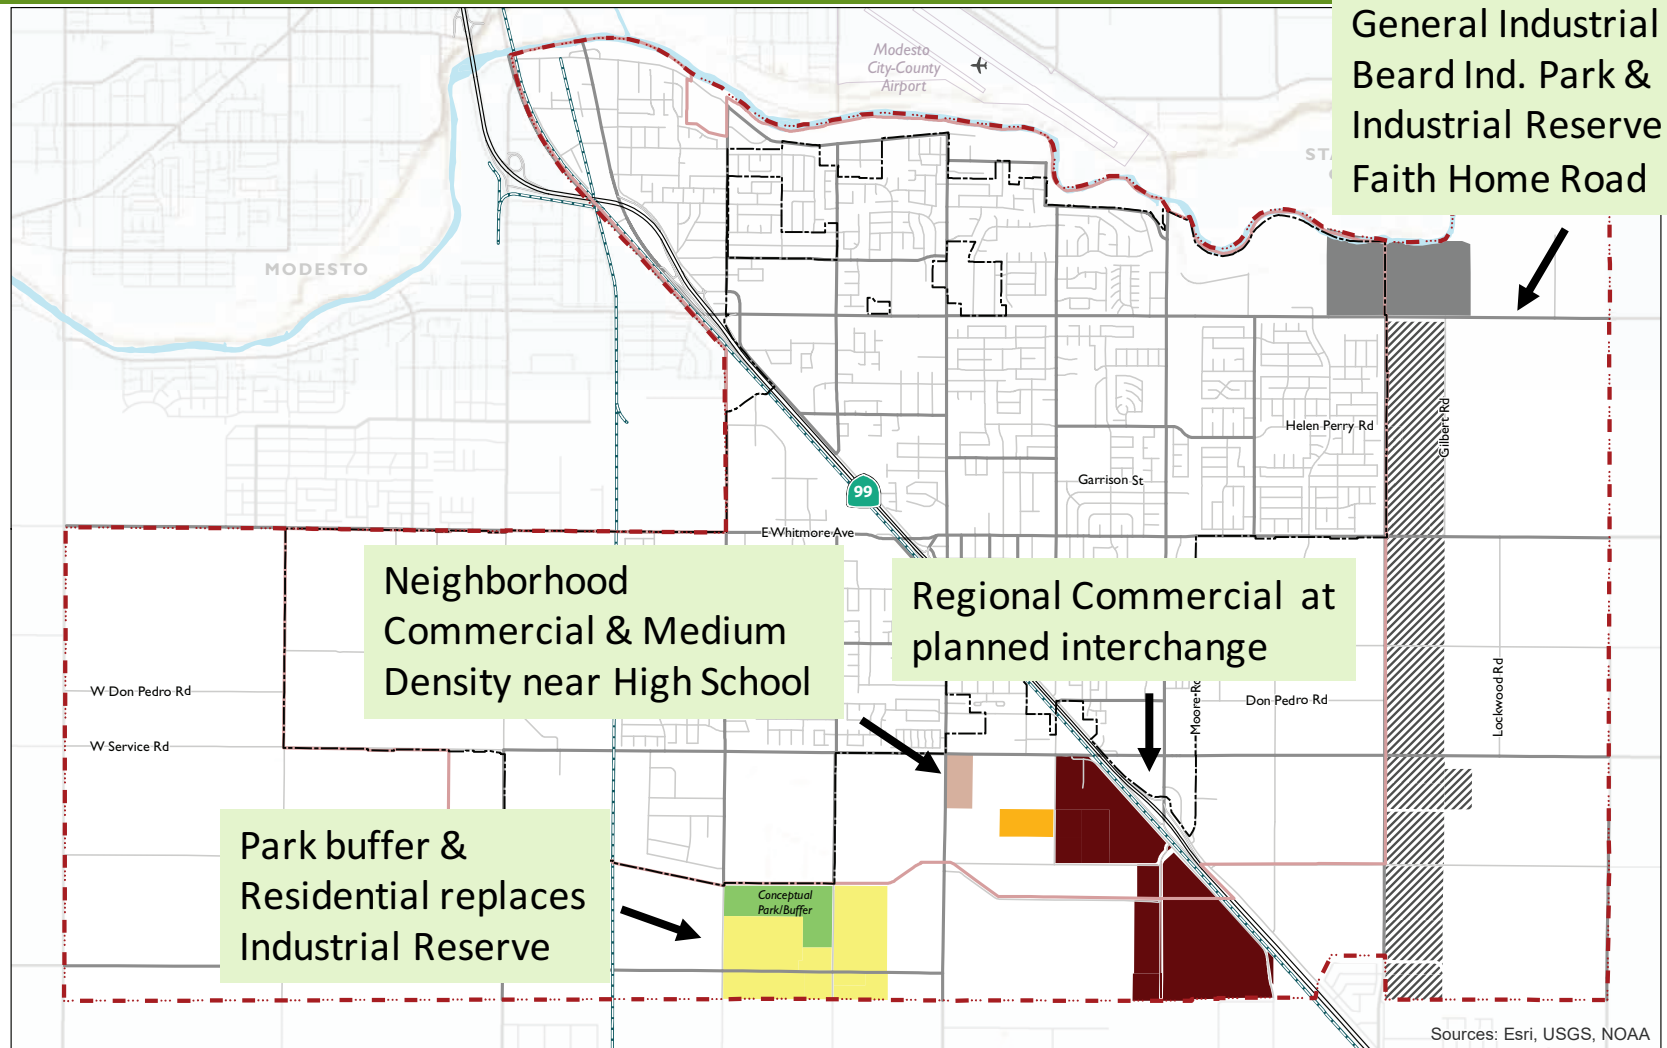 General Industrial
Beard Ind. Park &
Industrial Reserve
Faith Home Road
Modesto
City-County
Airport
MODESTO
Helen Perry Rd
Gilbert Rd
Garrison St
99
E Whitmore Ave
Neighborhood
Commercial & Medium
Density near High School
Regional Commercial at
planned interchange
W Don Pedro Rd
Moore Rd
Don Pedro Rd
Lockwood Rd
W Service Rd
Park buffer &
Residential replaces
Industrial Reserve
Conceptual
Park/Buffer
Sources: Esri, USGS, NOAA